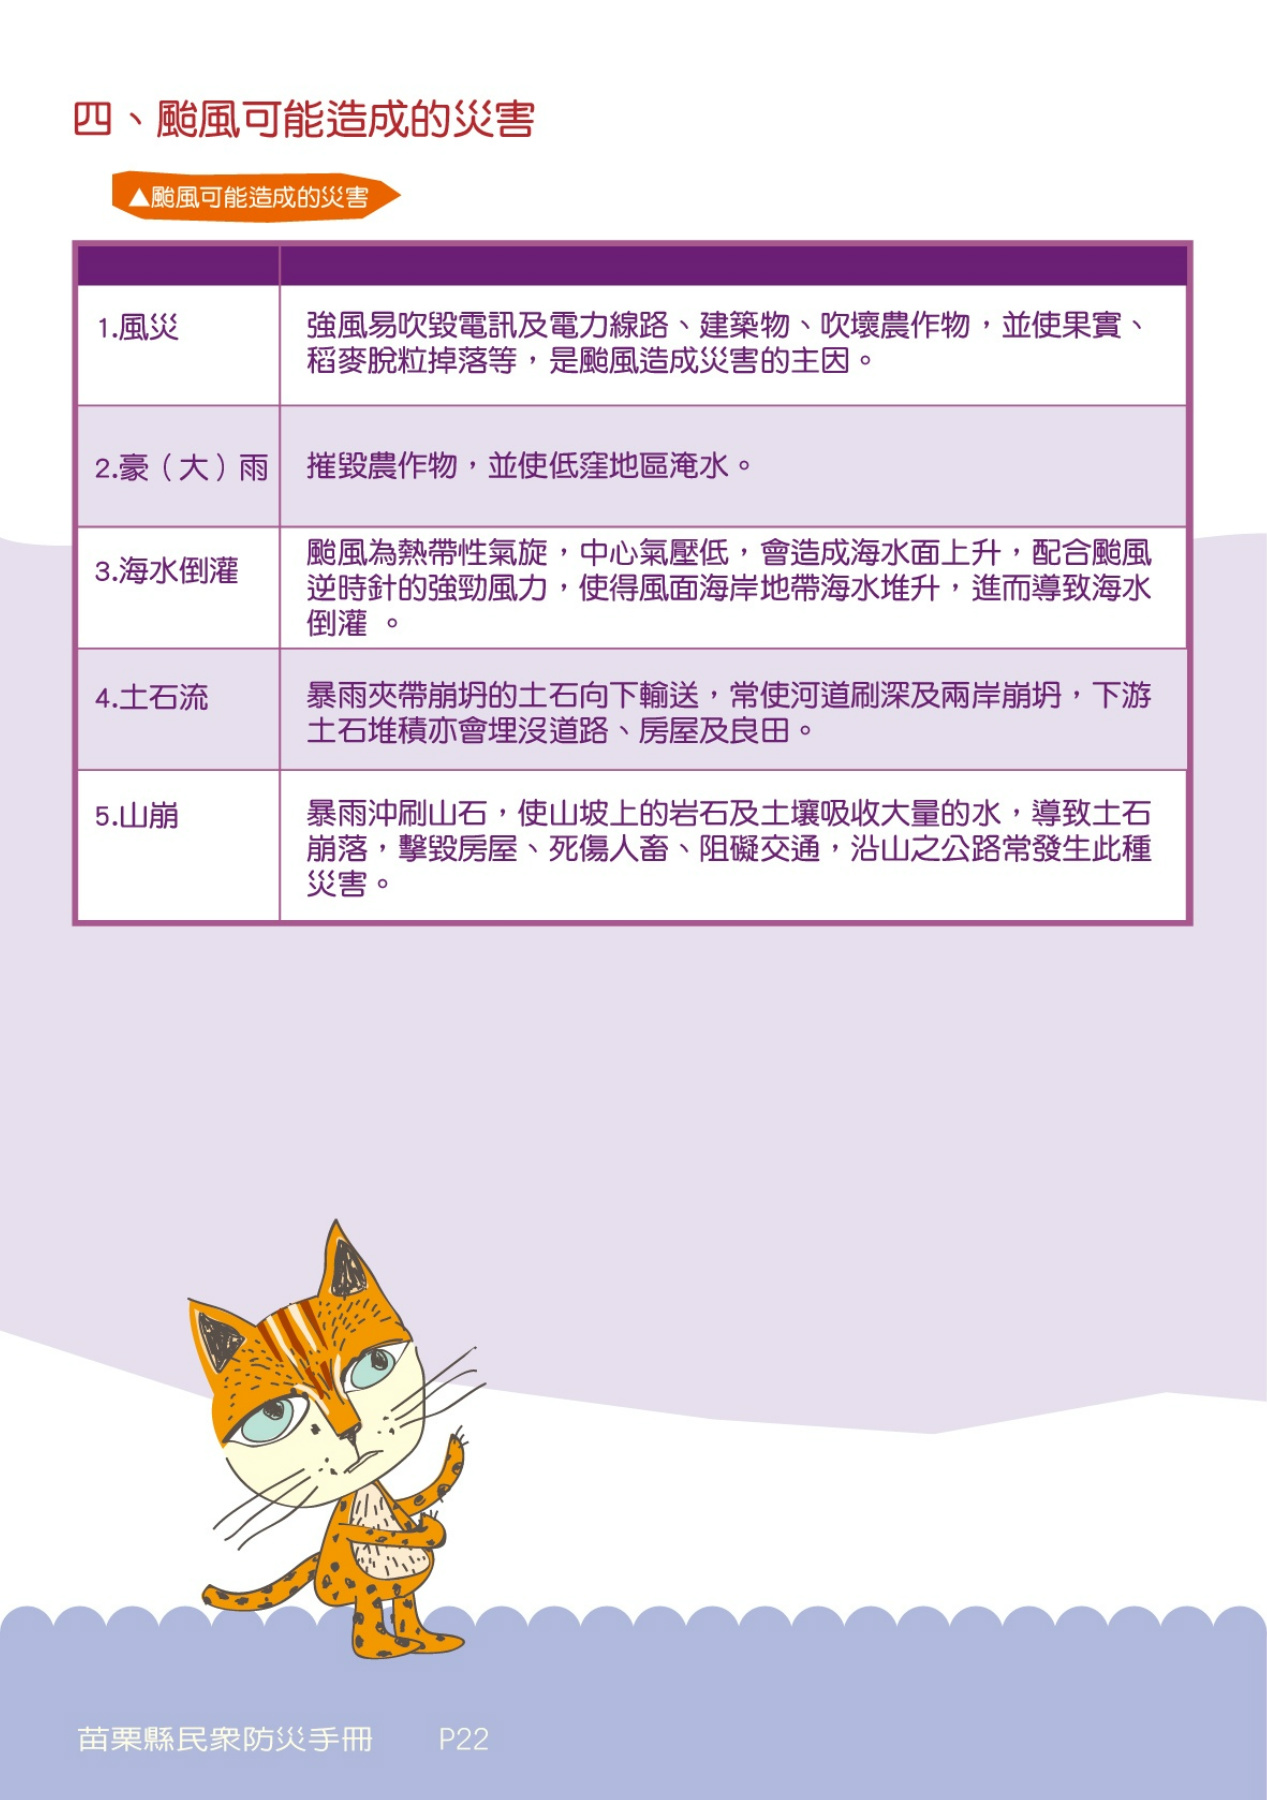 四、颱風可能造成的災害
▲颱風可能造成的災害
1.風災
強風易吹毀電訊及電力線路、建築物、吹壞農作物，並使果實、
稻麥脫粒掉落等，是颱風造成災害的主因。
2.豪（大）雨
摧毀農作物，並使低窪地區淹水。
3.海水倒灌
颱風為熱帶性氣旋，中心氣壓低，會造成海水面上升，配合颱風
逆時針的強勁風力，使得風面海岸地帶海水堆升，進而導致海水
倒灌 。
4.土石流
暴雨夾帶崩坍的土石向下輸送，常使河道刷深及兩岸崩坍，下游
土石堆積亦會埋沒道路、房屋及良田。
5.山崩
暴雨沖刷山石，使山坡上的岩石及土壤吸收大量的水，導致土石
崩落，擊毀房屋、死傷人畜、阻礙交通，沿山之公路常發生此種
災害。
苗栗縣民眾防災手冊 P22